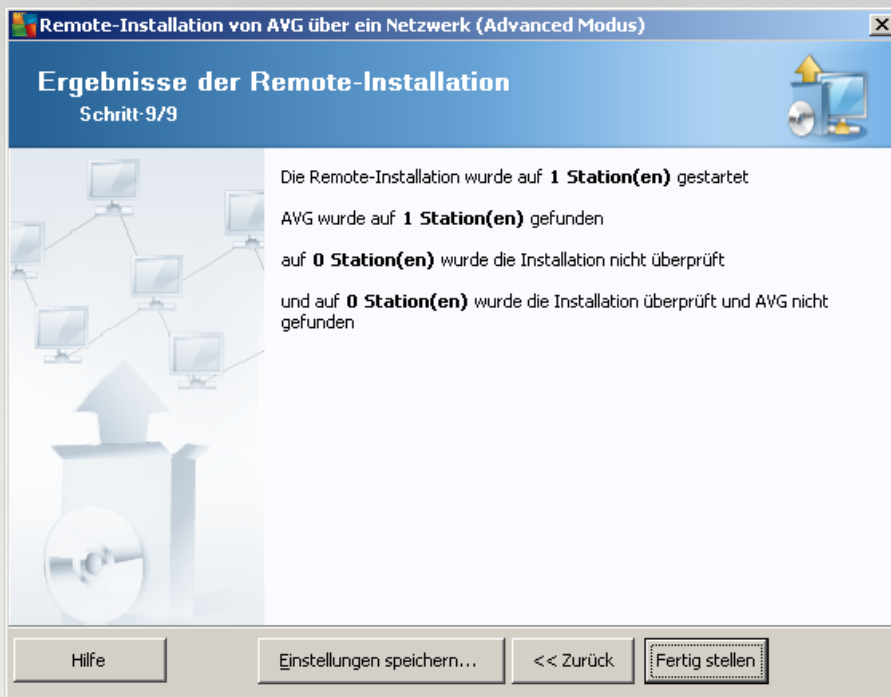 Remote-Installation von AVG über ein Netzwerk (Advanced Modus)
Ergebnisse der Remote-Installation
Schritt-9/9
Die Remote-Installation wurde auf 1 Station(en) gestartet
AVG wurde auf 1 Station(en) gefunden
auf 0 Station(en) wurde die Installation nicht überprüft
und auf 0 Station(en) wurde die Installation überprüft und AVG nicht
gefunden
Hilfe
Einstellungen speichern...
<< Zurück
Fertig stellen